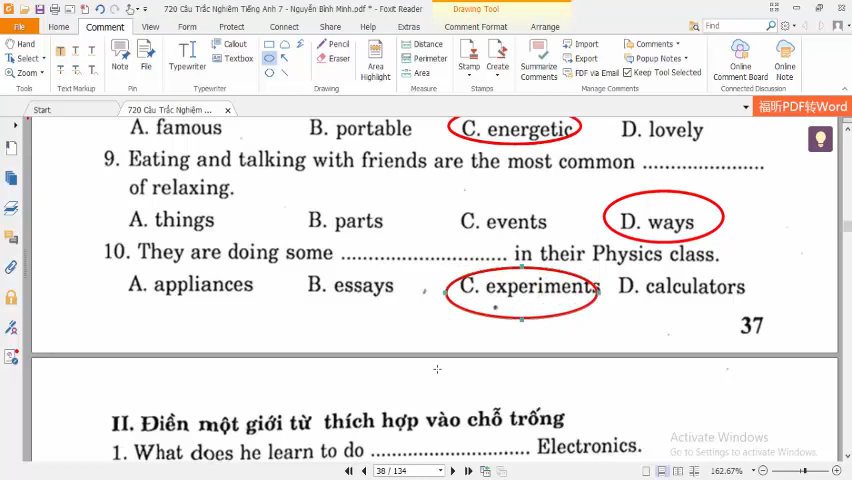 720 Câu Trắc Nghiệm Tiếng Anh 7 - Nguyễn Bình Minh.pdf * - Foxit Reader
Drawing Tool
File Home Comment View Form Protect Connect Share Help Extras Comment Format Arrange
Find
Hand
Select
Zoom
Note
File
Typewriter
Callout
Textbox
Pencil
Eraser
Area Highlight
Distance
Perimeter
Area
Stamp
Create
Summarize Comments
Import
Export
FDF via Email
Comments
Popup Notes
Keep Tool Selected
Online Comment Board
Online Communities
Tools
Text Markup
Pin
Typewriter
Drawing
Measure
Stamps
Manage Comments
Connected Discussion
Start
720 Câu Trắc Nghiệm ...
福昕PDF转Word
A. famous B. portable C. energetic D. lovely
9. Eating and talking with friends are the most common ....................
of relaxing.
A. things B. parts C. events D. ways
10. They are doing some ........................... in their Physics class.
A. appliances B. essays C. experiments D. calculators
37
II. Điền một giới từ thích hợp vào chỗ trống
1. What does he learn to do .......................... Electronics.
Activate Windows
Go to Settings to activate Windows.
38 / 134
162.67%